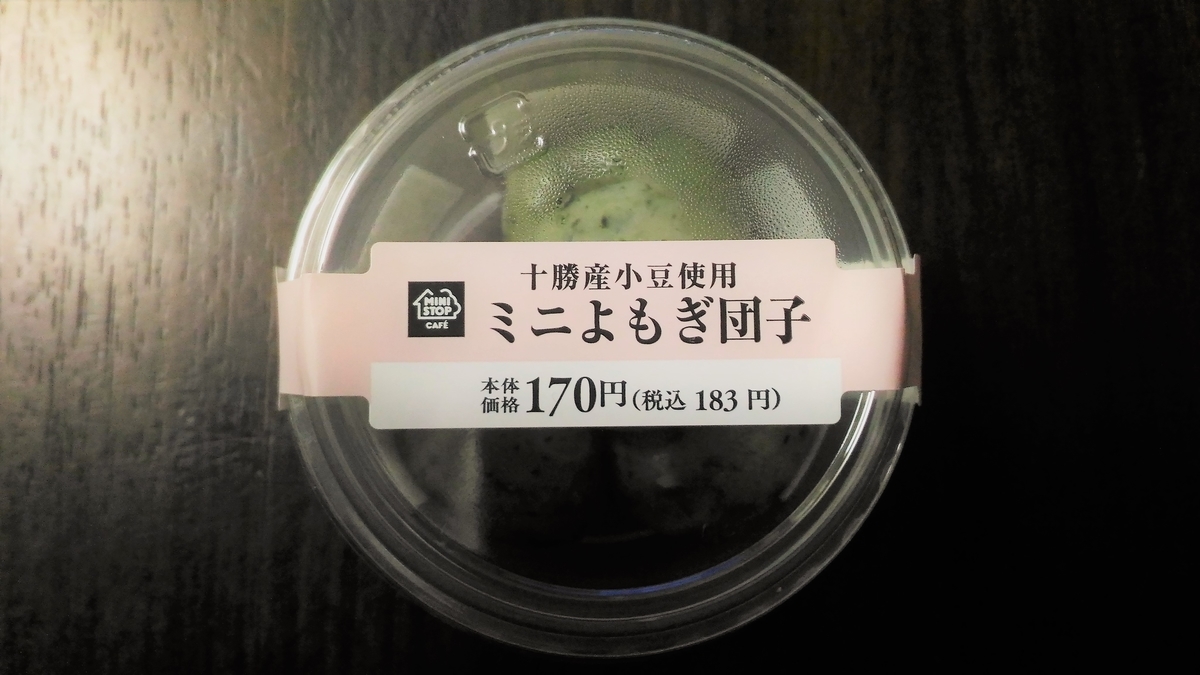 十勝産小豆使用
MINI
STOP
CAFÉ
ミニよもぎ団子
本体
価格 170円(税込 183 円)